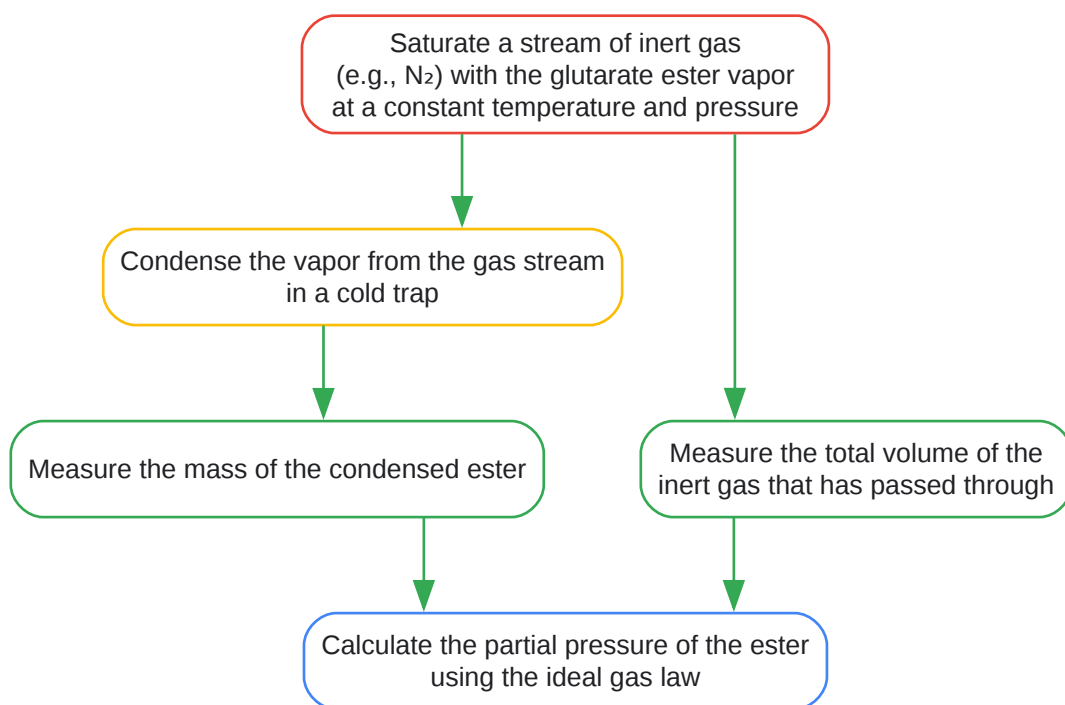 Saturate a stream of inert gas
(e.g., N₂) with the glutarate ester vapor
at a constant temperature and pressure
Condense the vapor from the gas stream
in a cold trap
Measure the mass of the condensed ester
Measure the total volume of the
inert gas that has passed through
Calculate the partial pressure of the ester
using the ideal gas law